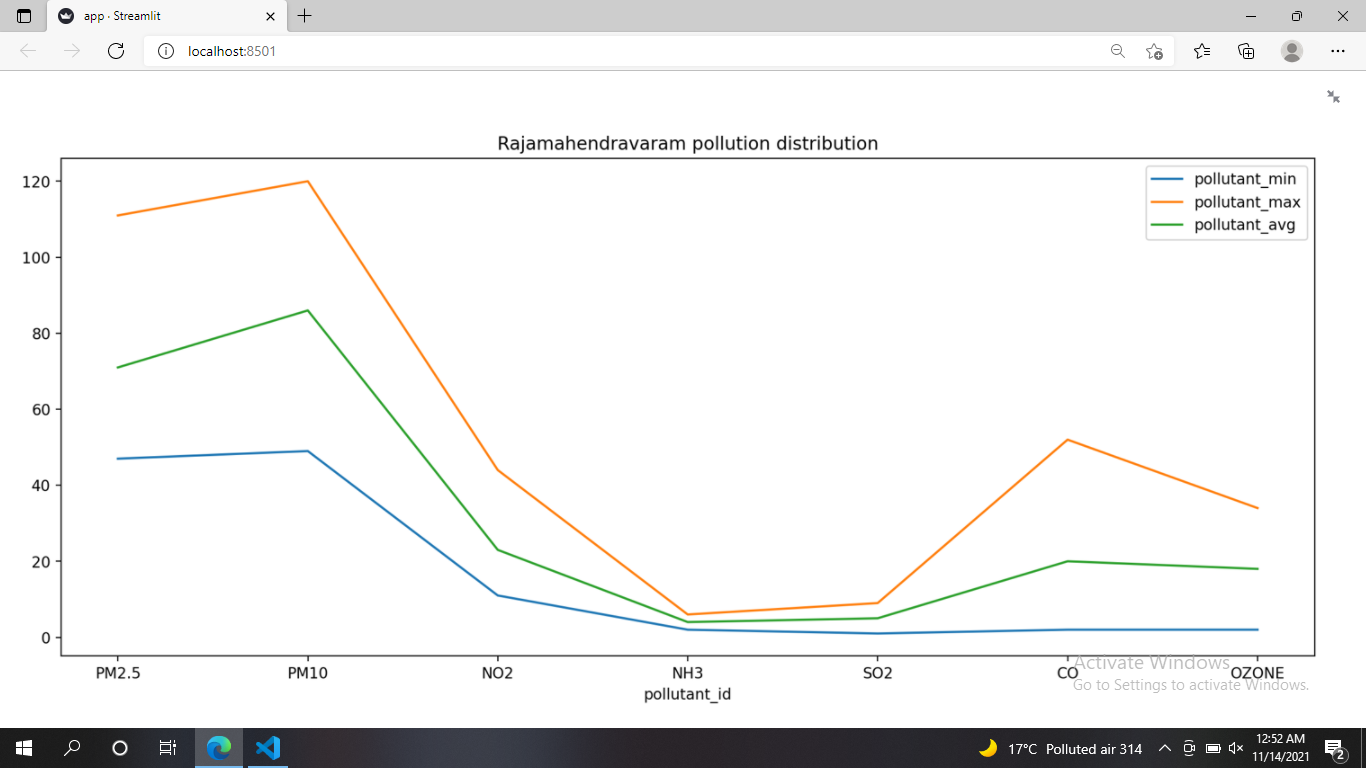 app · Streamlit
localhost:8501
Rajamahendravaram pollution distribution
pollutant_min
pollutant_max
pollutant_avg
120
100
80
60
40
20
0
PM2.5 PM10 NO2 NH3 SO2 CO OZONE
pollutant_id
Activate Windows
Go to Settings to activate Windows.
17°C Polluted air 314
12:52 AM
11/14/2021
2